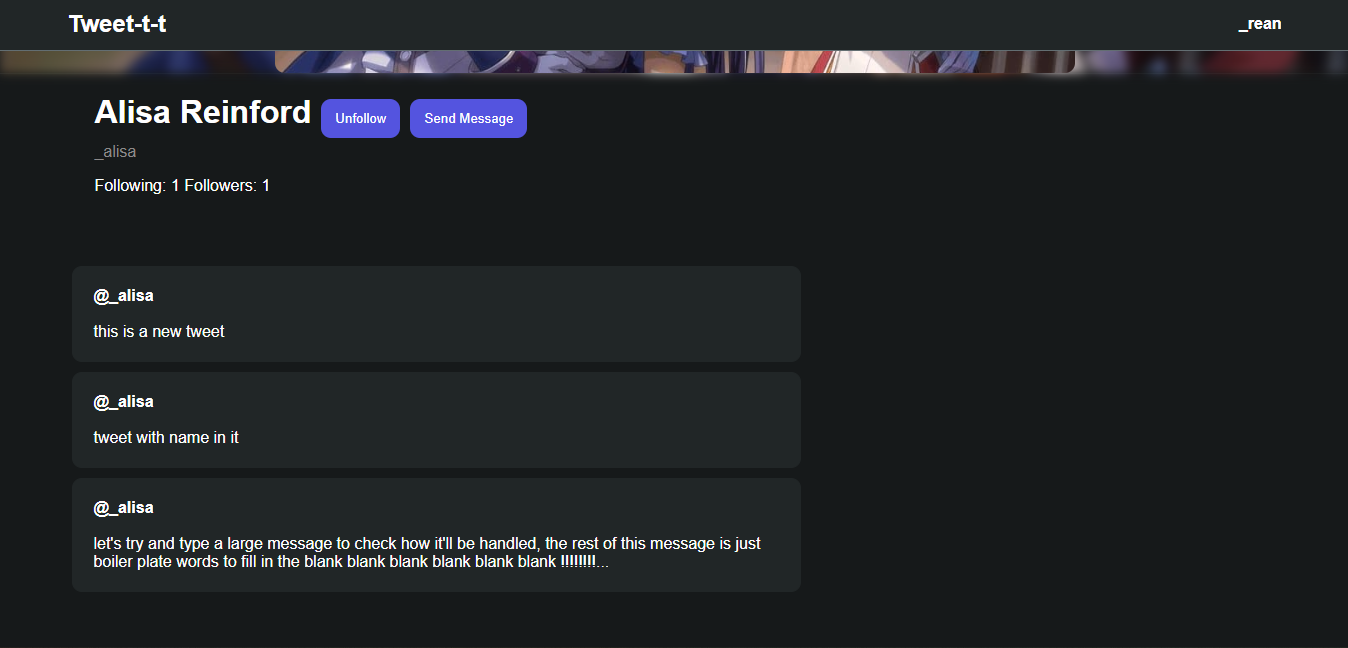 Tweet-t-t
_rean
Alisa Reinford
Unfollow
Send Message
_alisa
Following: 1 Followers: 1
@_alisa
this is a new tweet
@_alisa
tweet with name in it
@_alisa
let's try and type a large message to check how it'll be handled, the rest of this message is just
boiler plate words to fill in the blank blank blank blank blank blank !!!!!!!!...